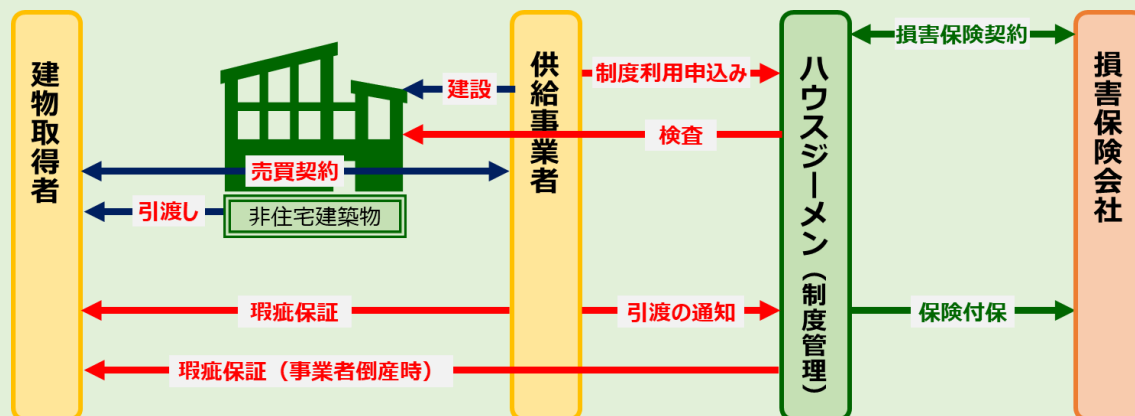 建物取得者
供給事業者
ハウスジーメン(制度管理)
損害保険会社
損害保険契約
制度利用申込み
建設
検査
売買契約
引渡し
非住宅建築物
瑕疵保証
引渡の通知
保険付保
瑕疵保証(事業者倒産時)